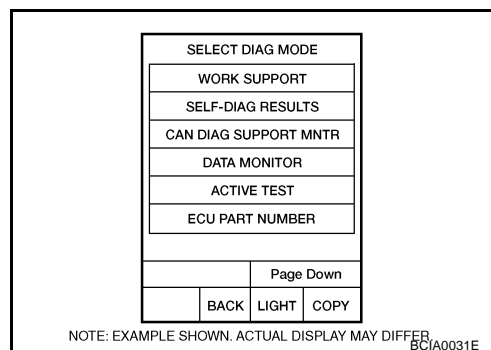 SELECT DIAG MODE
WORK SUPPORT
SELF-DIAG RESULTS
CAN DIAG SUPPORT MNTR
DATA MONITOR
ACTIVE TEST
ECU PART NUMBER
Page Down
BACK LIGHT COPY
NOTE: EXAMPLE SHOWN. ACTUAL DISPLAY MAY DIFFER
BCIA0031E